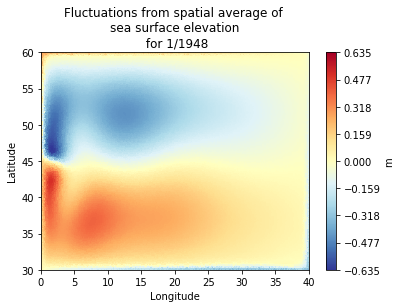 Fluctuations from spatial average of
sea surface elevation
for 1/1948
60
55
50
45
40
35
30
Latitude
0 5 10 15 20 25 30 35 40
Longitude
0.635
0.477
0.318
0.159
0.000
−0.159
−0.318
−0.477
−0.635
m